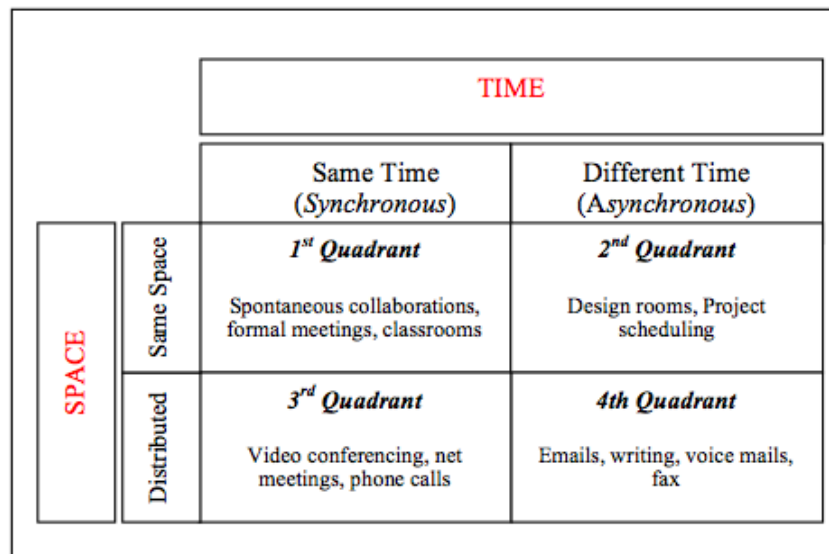 TIME
Same Time
(Synchronous)
Different Time
(Asynchronous)
SPACE
Same Space
1st Quadrant
Spontaneous collaborations,
formal meetings, classrooms
2nd Quadrant
Design rooms, Project
scheduling
Distributed
3rd Quadrant
Video conferencing, net
meetings, phone calls
4th Quadrant
Emails, writing, voice mails,
fax